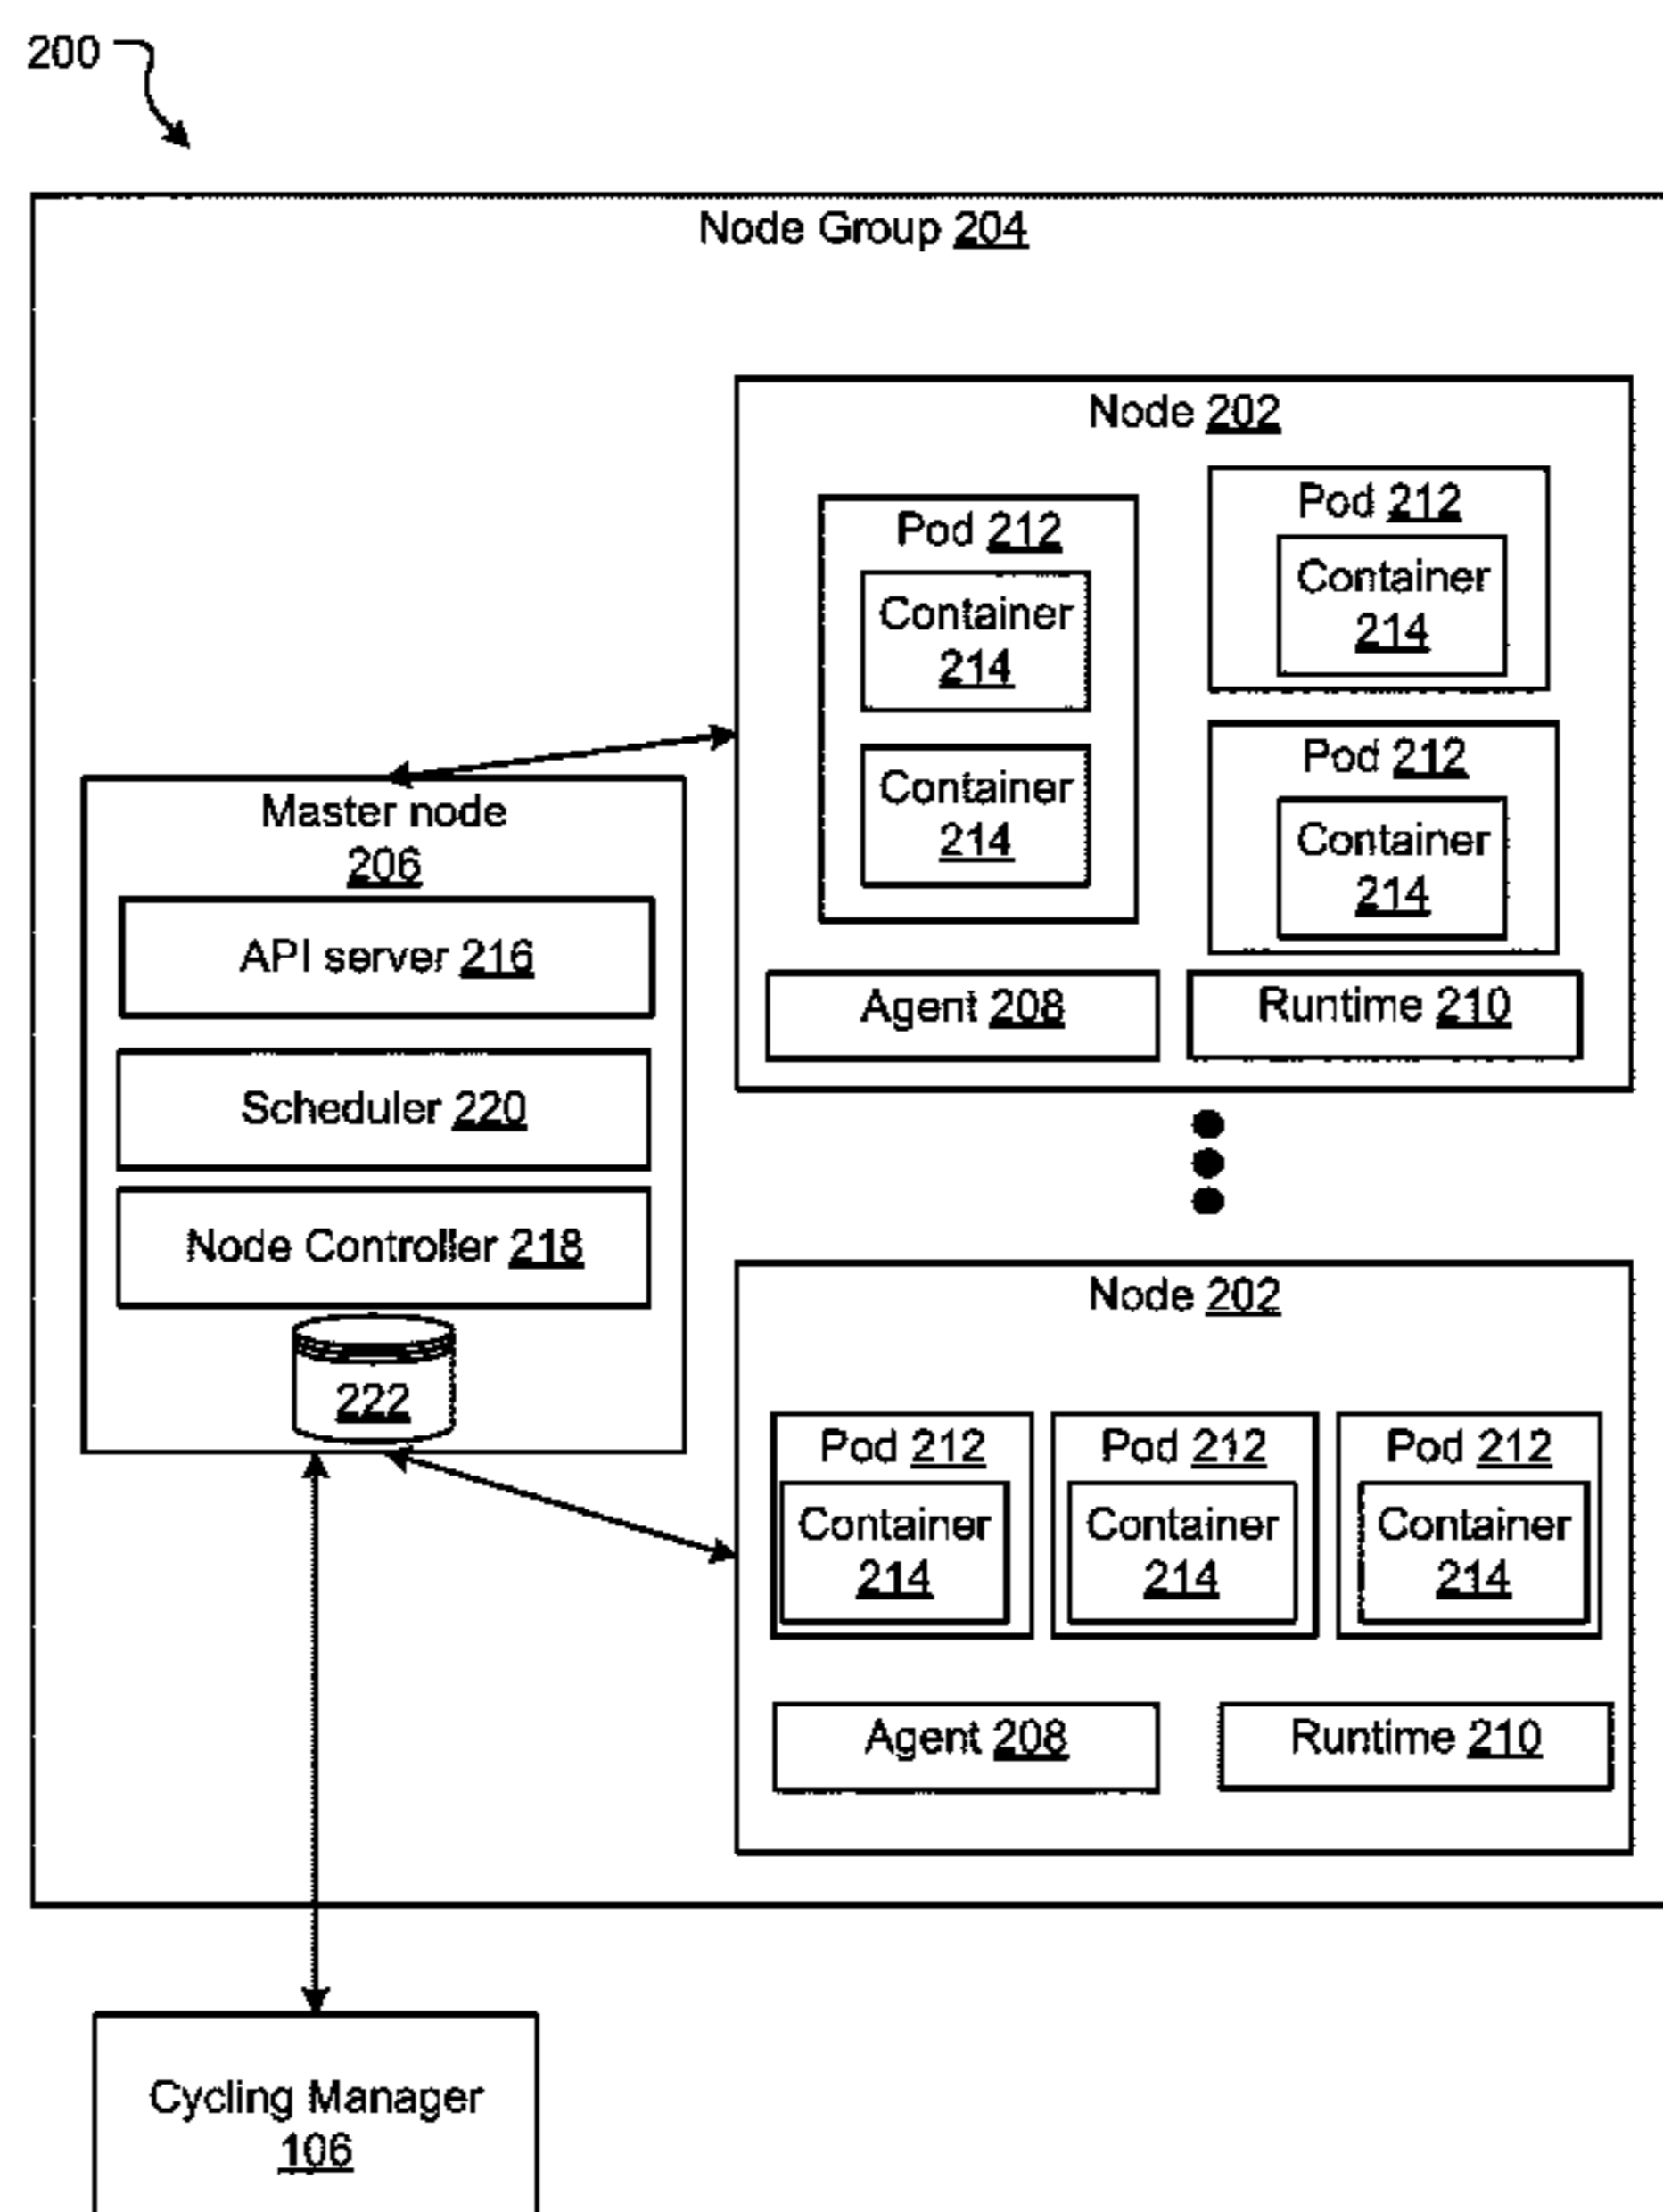 200
Node Group 204
Node 202
Pod 212
Container
214
Container
214
Pod 212
Container
214
Pod 212
Container
214
Agent 208
Runtime 210
Master node
206
API server 216
Scheduler 220
Node Controller 218
222
Node 202
Pod 212
Container
214
Pod 212
Container
214
Pod 212
Container
214
Agent 208
Runtime 210
Cycling Manager
106